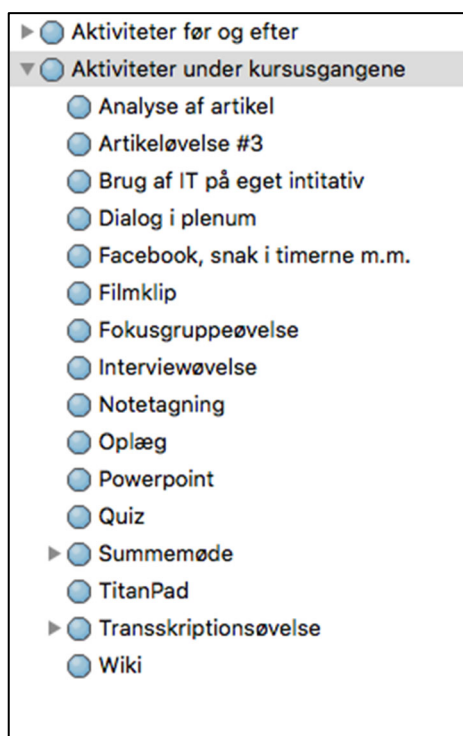 Aktiviteter før og efter
Aktiviteter under kursusgangene
Analyse af artikel
Artikeløvelse #3
Brug af IT på eget intitativ
Dialog i plenum
Facebook, snak i timerne m.m.
Filmklip
Fokusgruppeøvelse
Interviewøvelse
Notetagning
Oplæg
Powerpoint
Quiz
Summemøde
TitanPad
Transskriptionsøvelse
Wiki